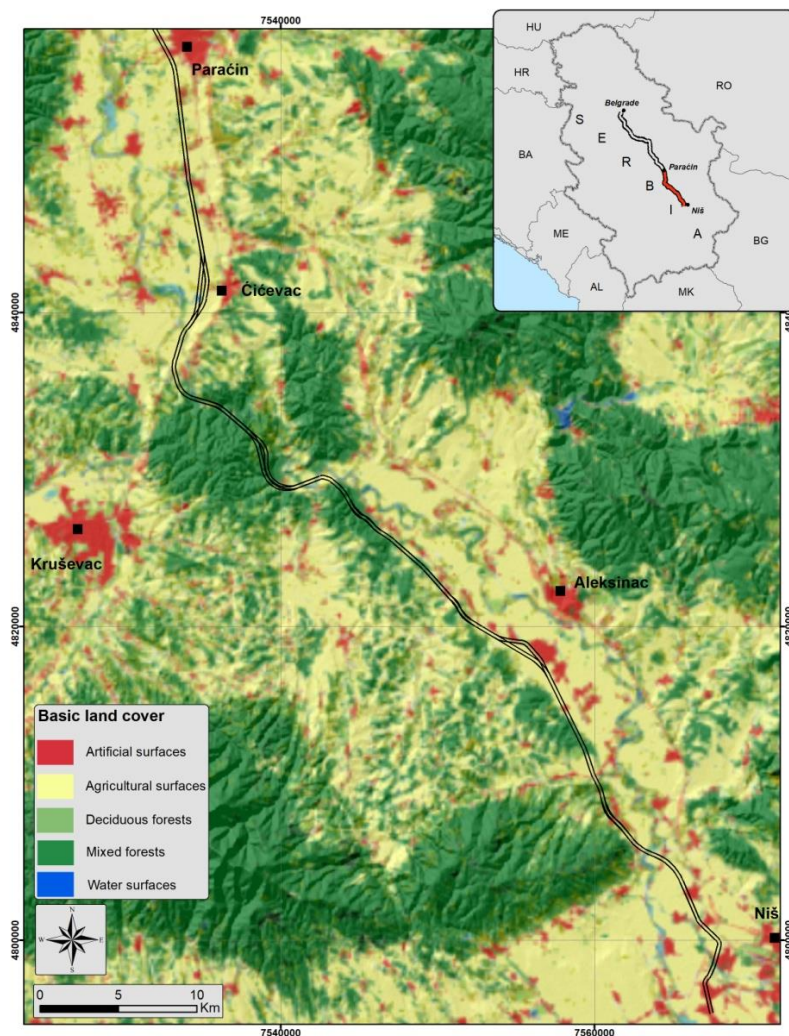 7540000
HU
HR
RO
Belgrade
S
E
R
B
I
A
Paraćin
Niš
BA
ME
BG
AL
MK
Paraćin
Ćićevac
4840000
Kruševac
Aleksinac
4820000
Basic land cover
Artificial surfaces
Agricultural surfaces
Deciduous forests
Mixed forests
Water surfaces
Niš
4800000
4800000
N
W E
S
0 5 10
Km
7540000 7560000